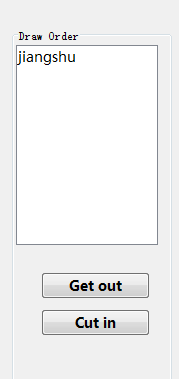 Draw Order
jiangshu
Get out
Cut in